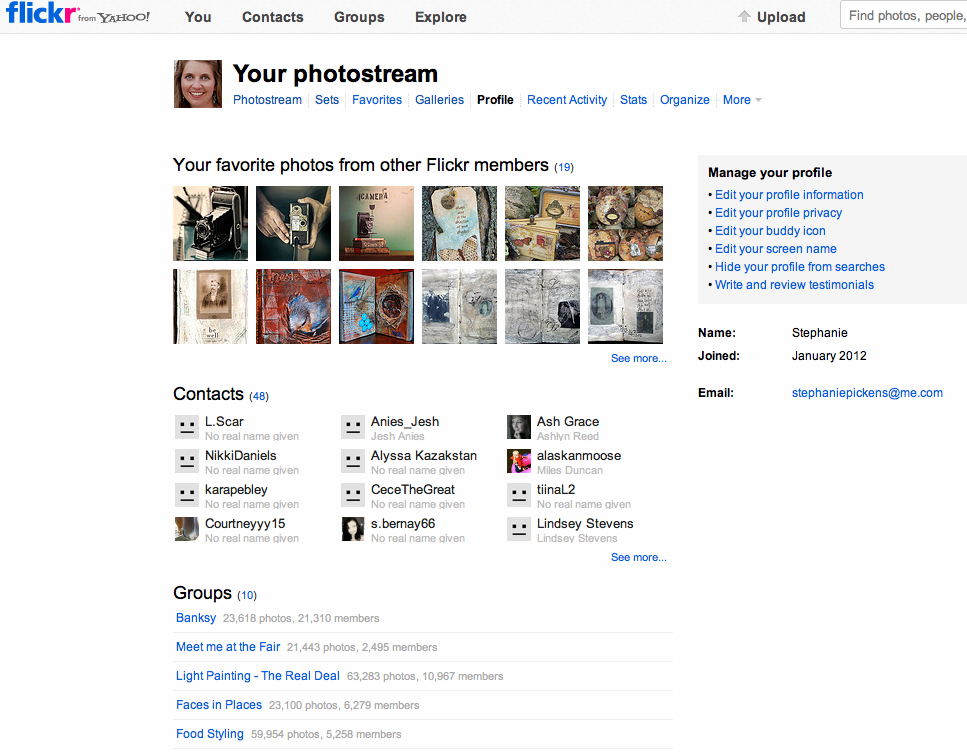 flickr from YAHOO!
You Contacts Groups Explore Upload Find photos, people,
Your photostream
Photostream Sets Favorites Galleries Profile Recent Activity Stats Organize More
Your favorite photos from other Flickr members (19)
CAMERA
be
well
See more...
Contacts (48)
L.Scar Anies_Jesh Ash Grace
No real name given Jesh Anies Ashlyn Reed
NikkiDaniels Alyssa Kazakstan alaskanmoose
No real name given No real name given Miles Duncan
karapebley CeceTheGreat tiinaL2
No real name given No real name given No real name given
Courtneyyy15 s.bernay66 Lindsey Stevens
No real name given No real name given Lindsey Stevens
See more...
Groups (10)
Banksy 23,618 photos, 21,310 members
Meet me at the Fair 21,443 photos, 2,495 members
Light Painting - The Real Deal 63,283 photos, 10,967 members
Faces in Places 23,100 photos, 6,279 members
Food Styling 59,954 photos, 5,258 members
Manage your profile
• Edit your profile information
• Edit your profile privacy
• Edit your buddy icon
• Edit your screen name
• Hide your profile from searches
• Write and review testimonials
Name: Stephanie
Joined: January 2012
Email: stephaniepickens@me.com